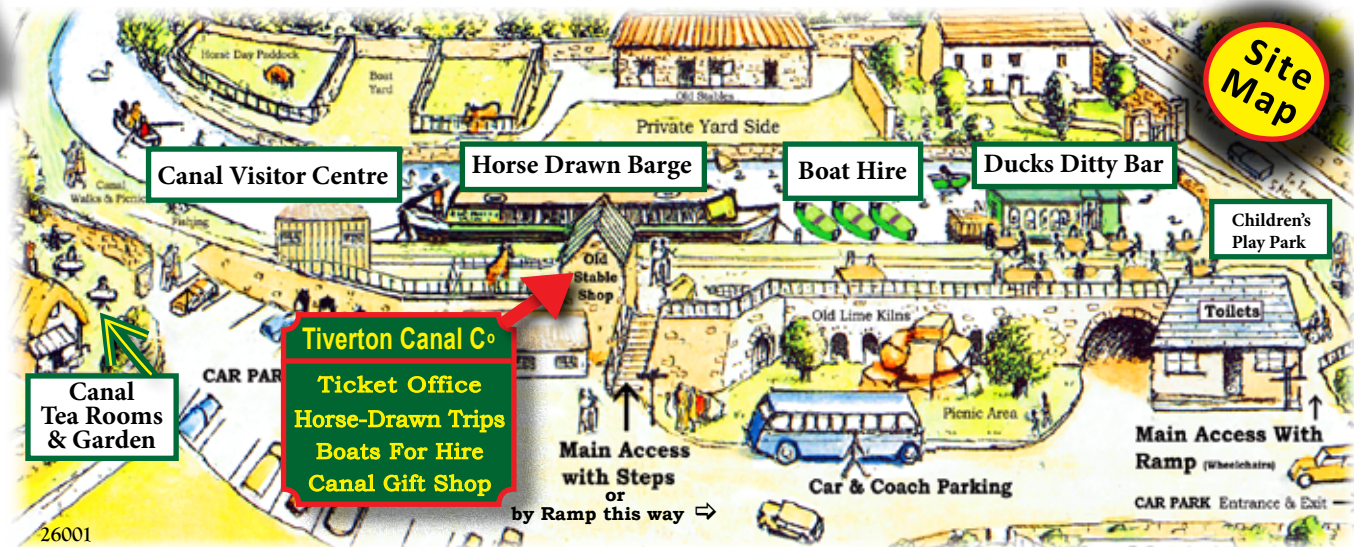 Site
Map
Horse Day Paddock
Boat
Yard
Old Stables
Private Yard Side
Canal Visitor Centre
Horse Drawn Barge
Boat Hire
Ducks Ditty Bar
Canal
Walks & Picnic
Fishing
Children's
Play Park
Old
Stable
Shop
Old Lime Kilns
Toilets
Tiverton Canal Co
Ticket Office
Horse-Drawn Trips
Boats For Hire
Canal Gift Shop
CAR PAR
Canal
Tea Rooms
& Garden
Picnic Area
Main Access
with Steps
or
by Ramp this way ⇨
Car & Coach Parking
Main Access With
Ramp (Wheelchairs)
CAR PARK Entrance & Exit
26001